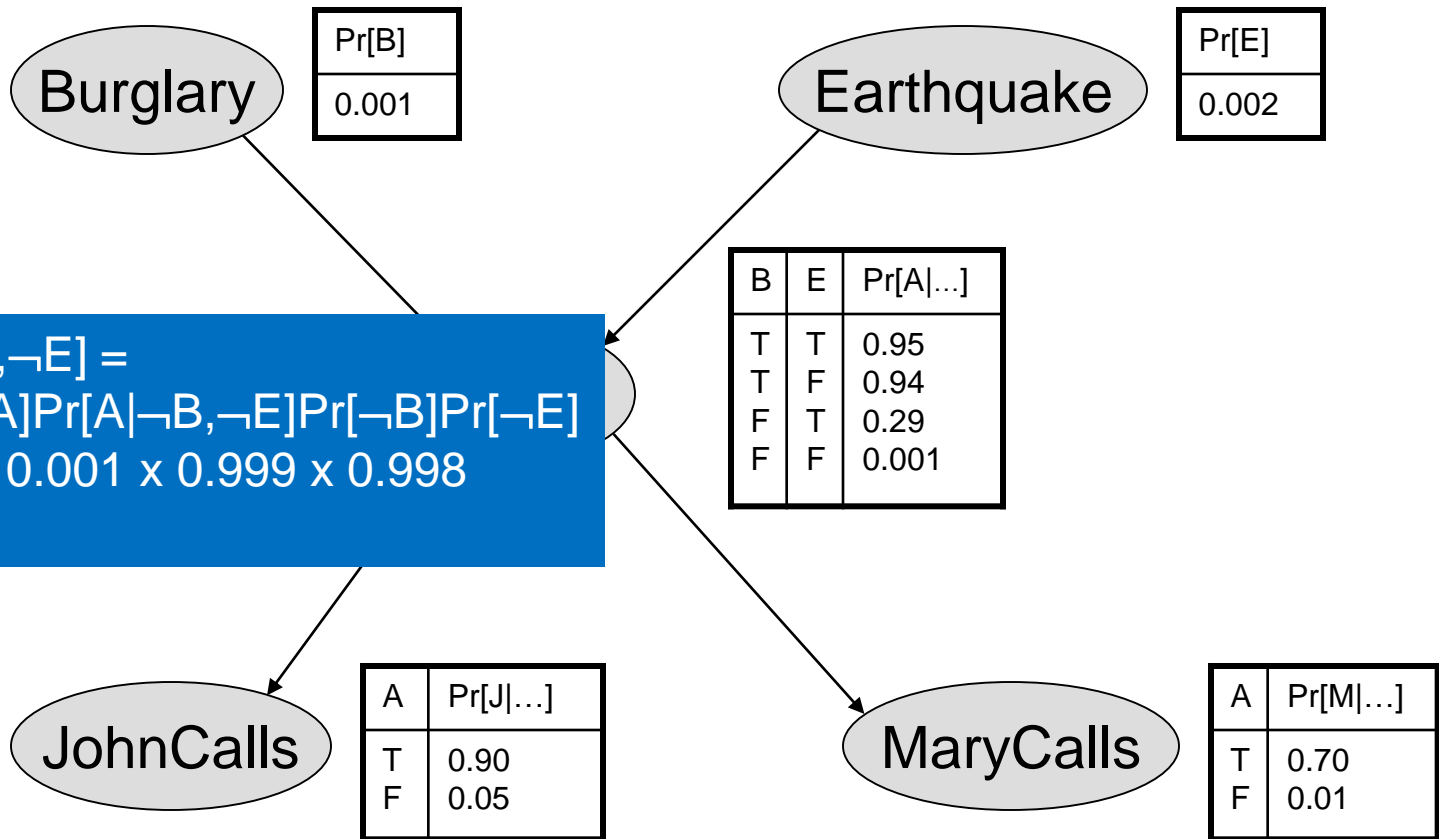 Burglary
Pr[B]
0.001
Earthquake
Pr[E]
0.002
B E Pr[A|...]
T T 0.95
T F 0.94
F T 0.29
F F 0.001
,¬E] =
A]Pr[A|¬B,¬E]Pr[¬B]Pr[¬E]
0.001 x 0.999 x 0.998
JohnCalls
A Pr[J|...]
T 0.90
F 0.05
MaryCalls
A Pr[M|...]
T 0.70
F 0.01